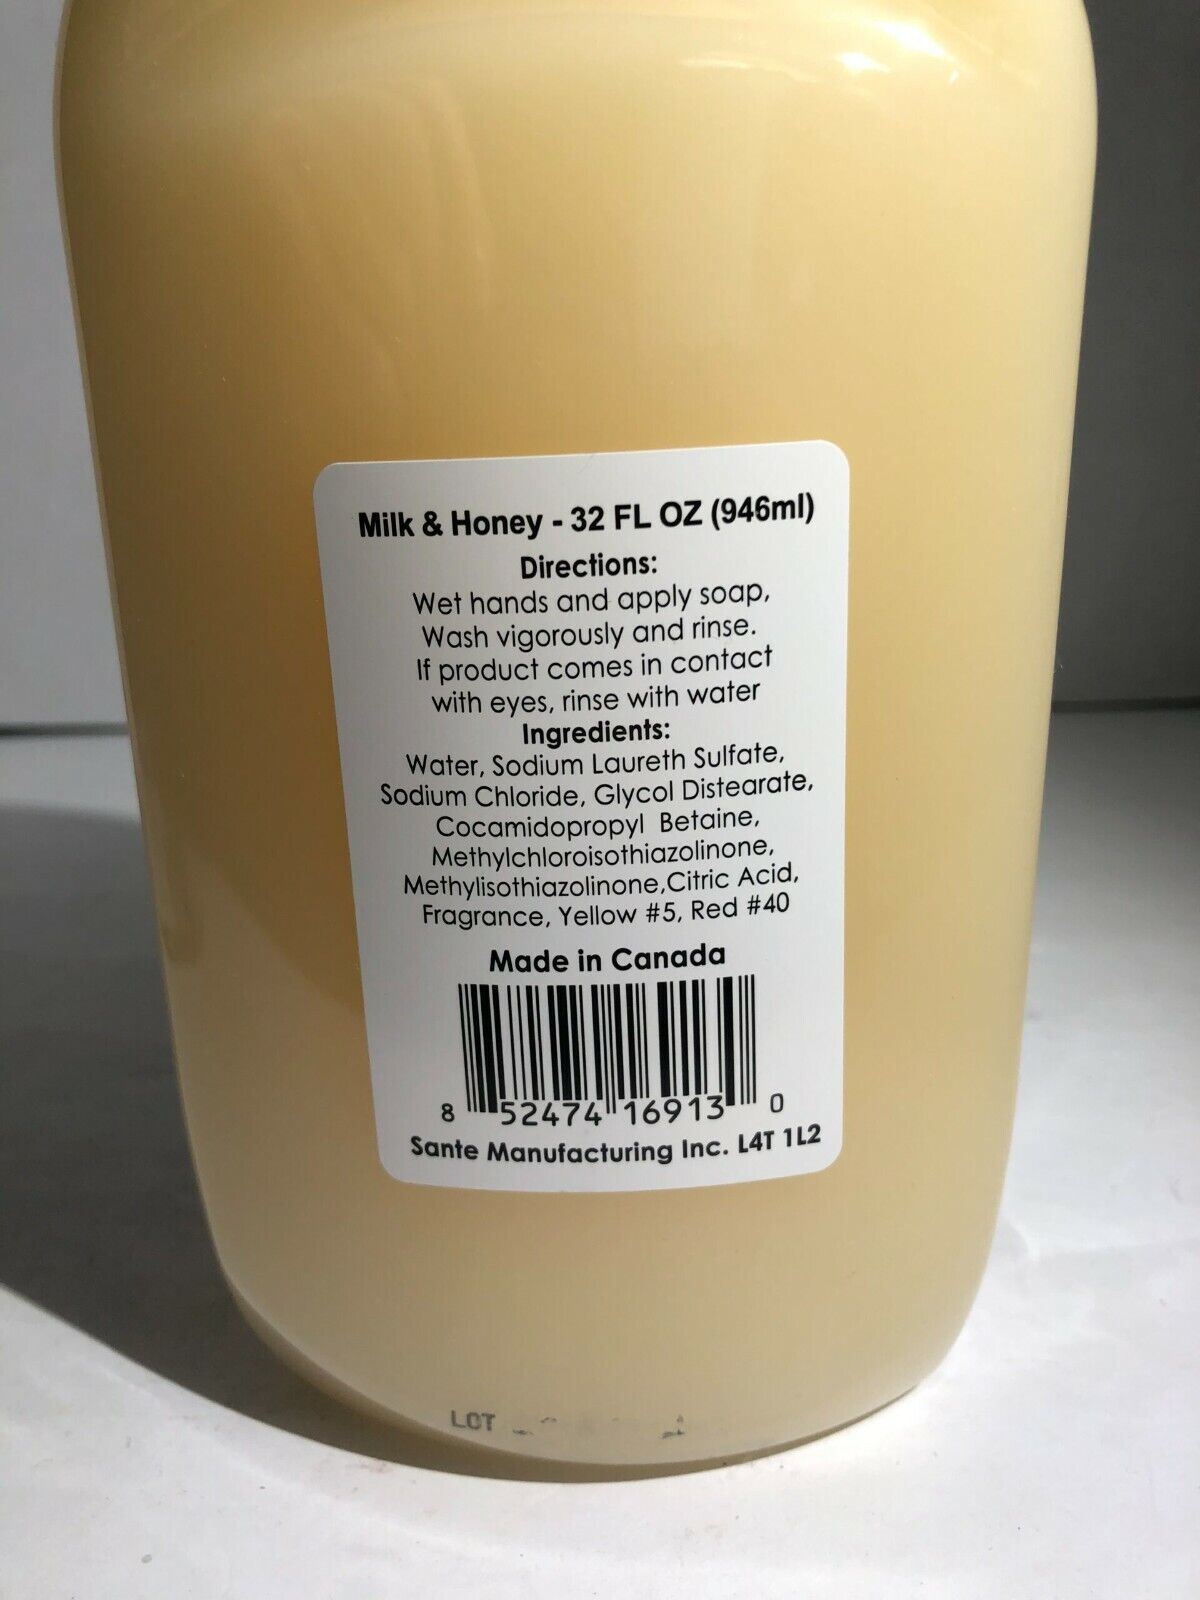 Milk & Honey - 32 FL OZ (946ml)
Directions:
Wet hands and apply soap,
Wash vigorously and rinse.
If product comes in contact
with eyes, rinse with water
Ingredients:
Water, Sodium Laureth Sulfate,
Sodium Chloride, Glycol Distearate,
Cocamidopropyl Betaine,
Methylchloroisothiazolinone,
Methylisothiazolinone,Citric Acid,
Fragrance, Yellow #5, Red #40
Made in Canada
8 52474 16913 0
Sante Manufacturing Inc. L4T 1L2
LOT